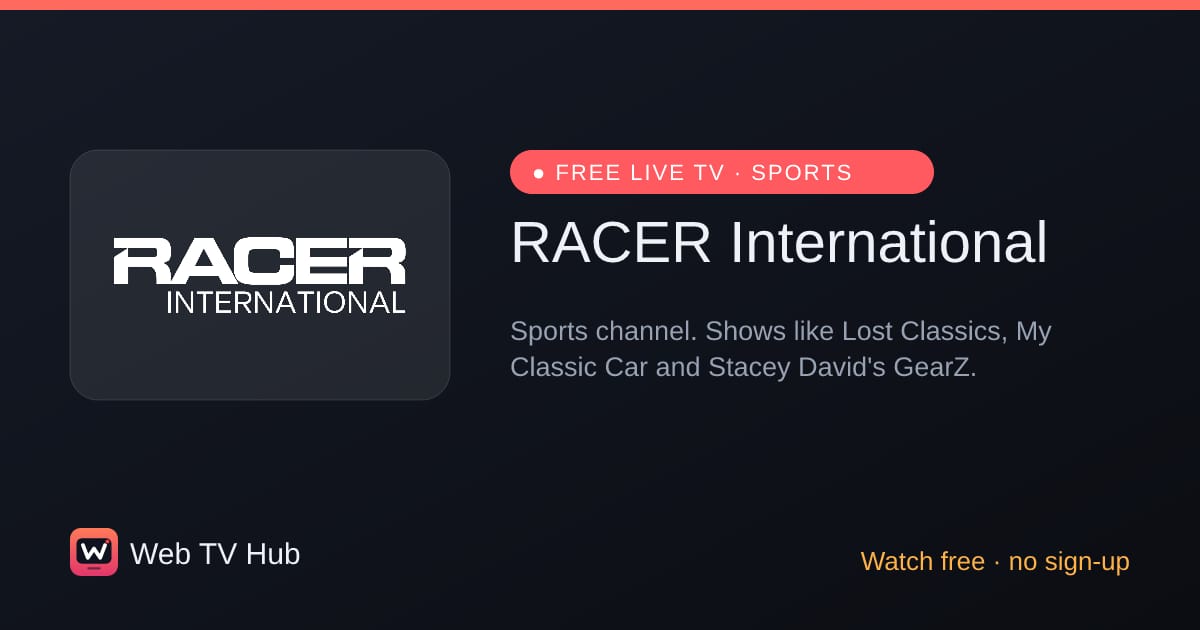 RACER
INTERNATIONAL
● FREE LIVE TV · SPORTS
RACER International
Sports channel. Shows like Lost Classics, My
Classic Car and Stacey David's GearZ.
W
Web TV Hub
Watch free · no sign-up